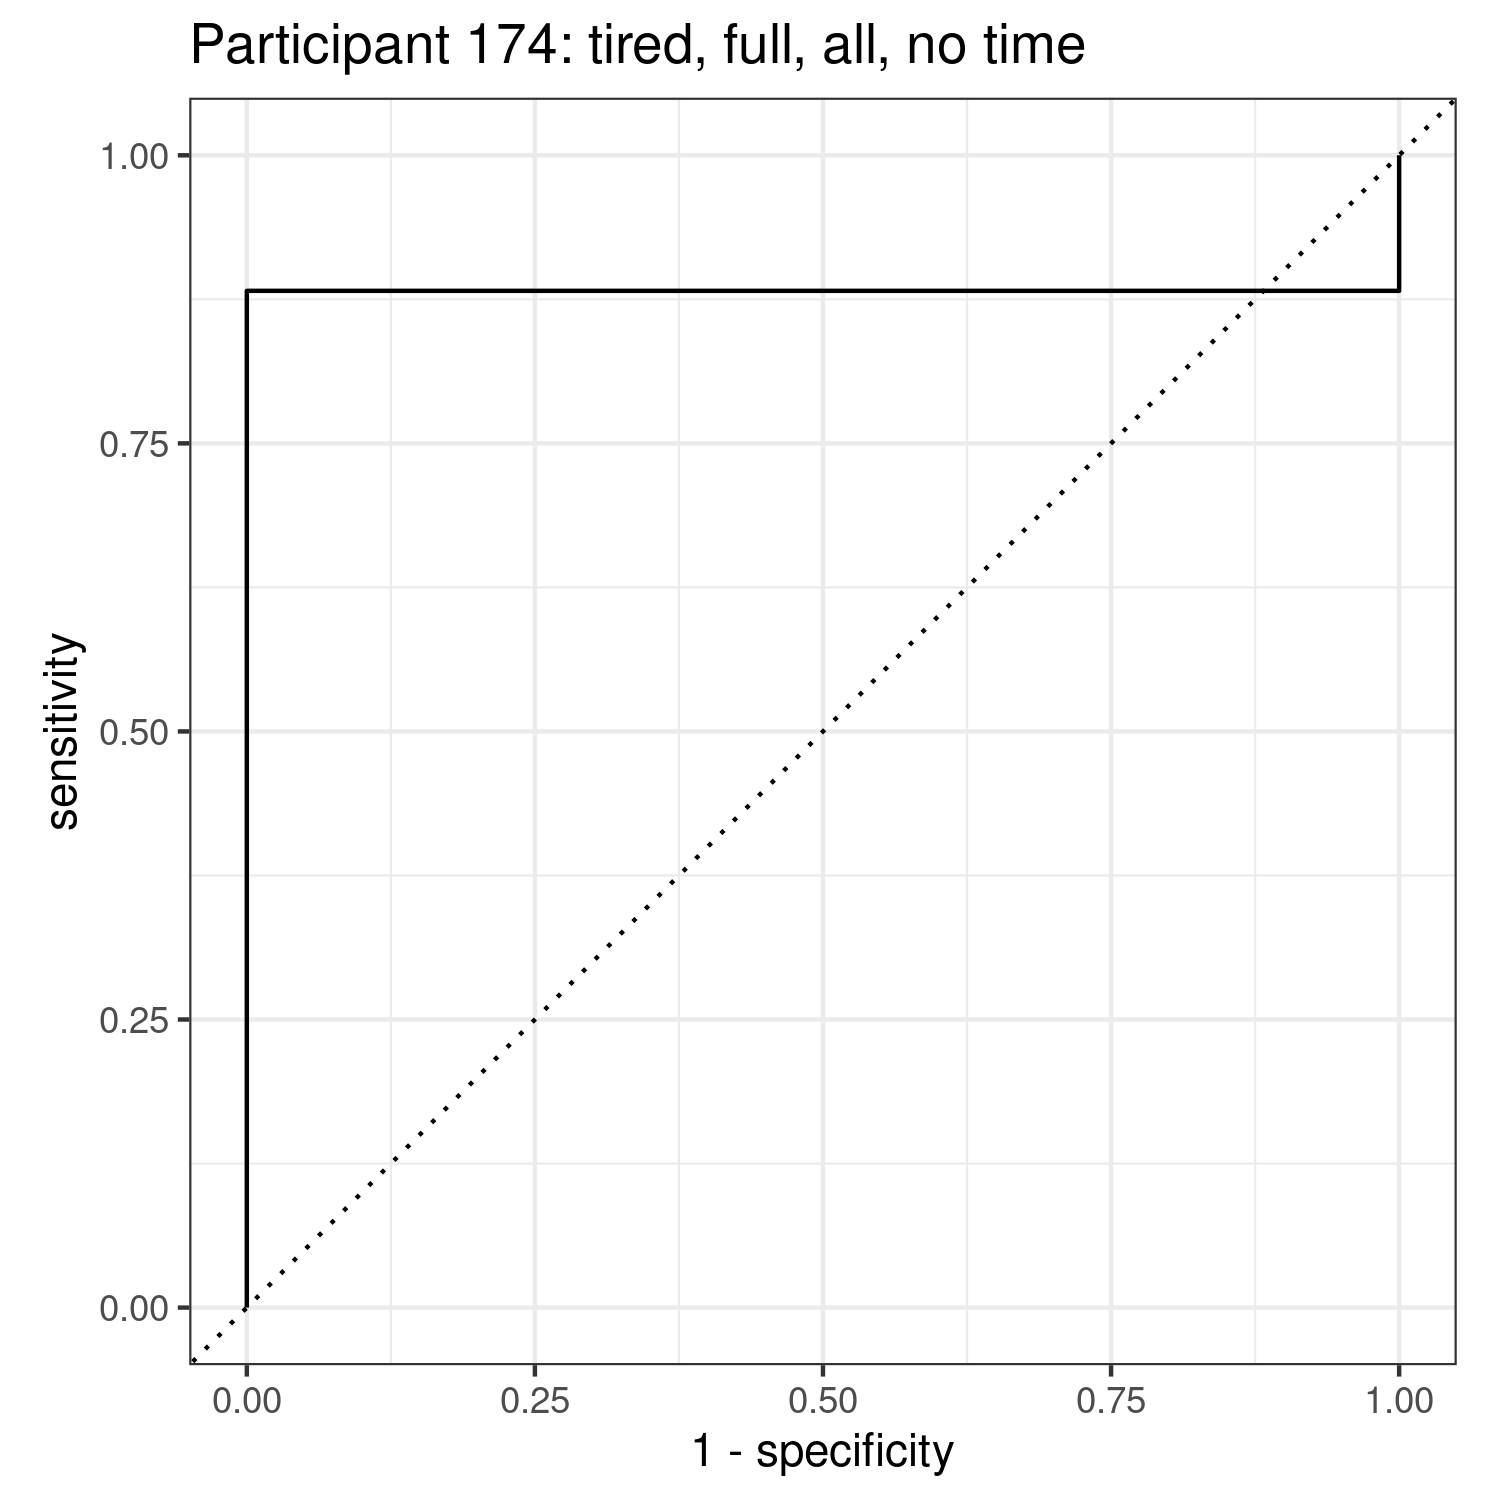 Participant 174: tired, full, all, no time
1.00
0.75
0.50
0.25
0.00
sensitivity
0.00 0.25 0.50 0.75 1.00
1 - specificity